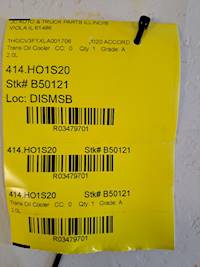 AUTO & TRUCK PARTS ILLINOIS
VIOLA IL 61486
1HGCV3F1XLA001706 2020 ACCORD
Trans Oil Cooler CC: 0 Qty: 1 Grade: A
2.0L
414.HO1S20
Stk# B50121
Loc: DISMSB
R03479701
414.HO1S20 Stk# B50121
R03479701
414.HO1S20 Stk# B50121
Trans Oil Cooler CC: 0 Qty: 1 Grade: A
2.0L
R03479701